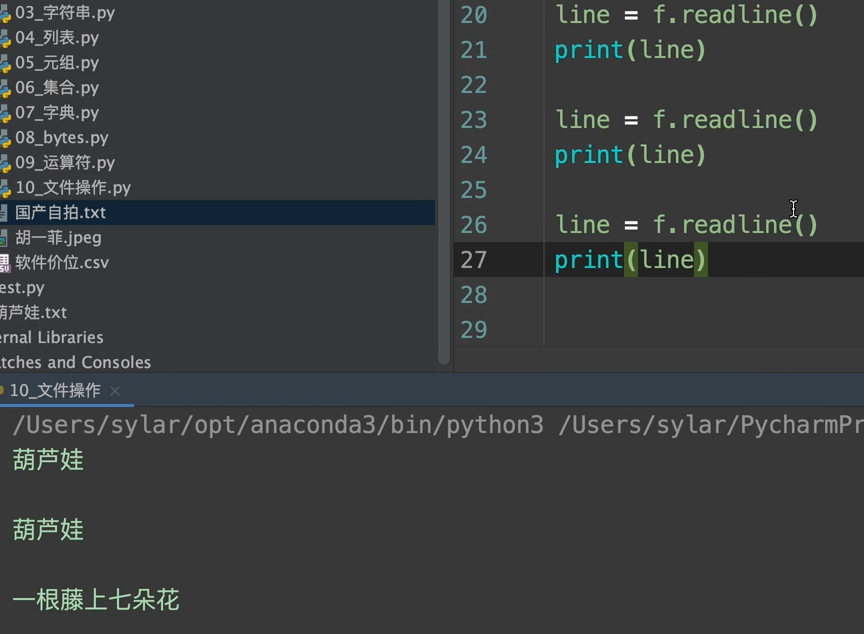 03_字符串.py
04_列表.py
05_元组.py
06_集合.py
07_字典.py
08_bytes.py
09_运算符.py
10_文件操作.py
国产自拍.txt
胡一菲.jpeg
软件价位.csv
est.py
葫芦娃.txt
ernal Libraries
atches and Consoles
20 line = f.readline()
21 print(line)
22
23 line = f.readline()
24 print(line)
25
26 line = f.readline()
27 print(line)
28
29
10_文件操作
/Users/sylar/opt/anaconda3/bin/python3 /Users/sylar/PycharmPr
葫芦娃
葫芦娃
一根藤上七朵花